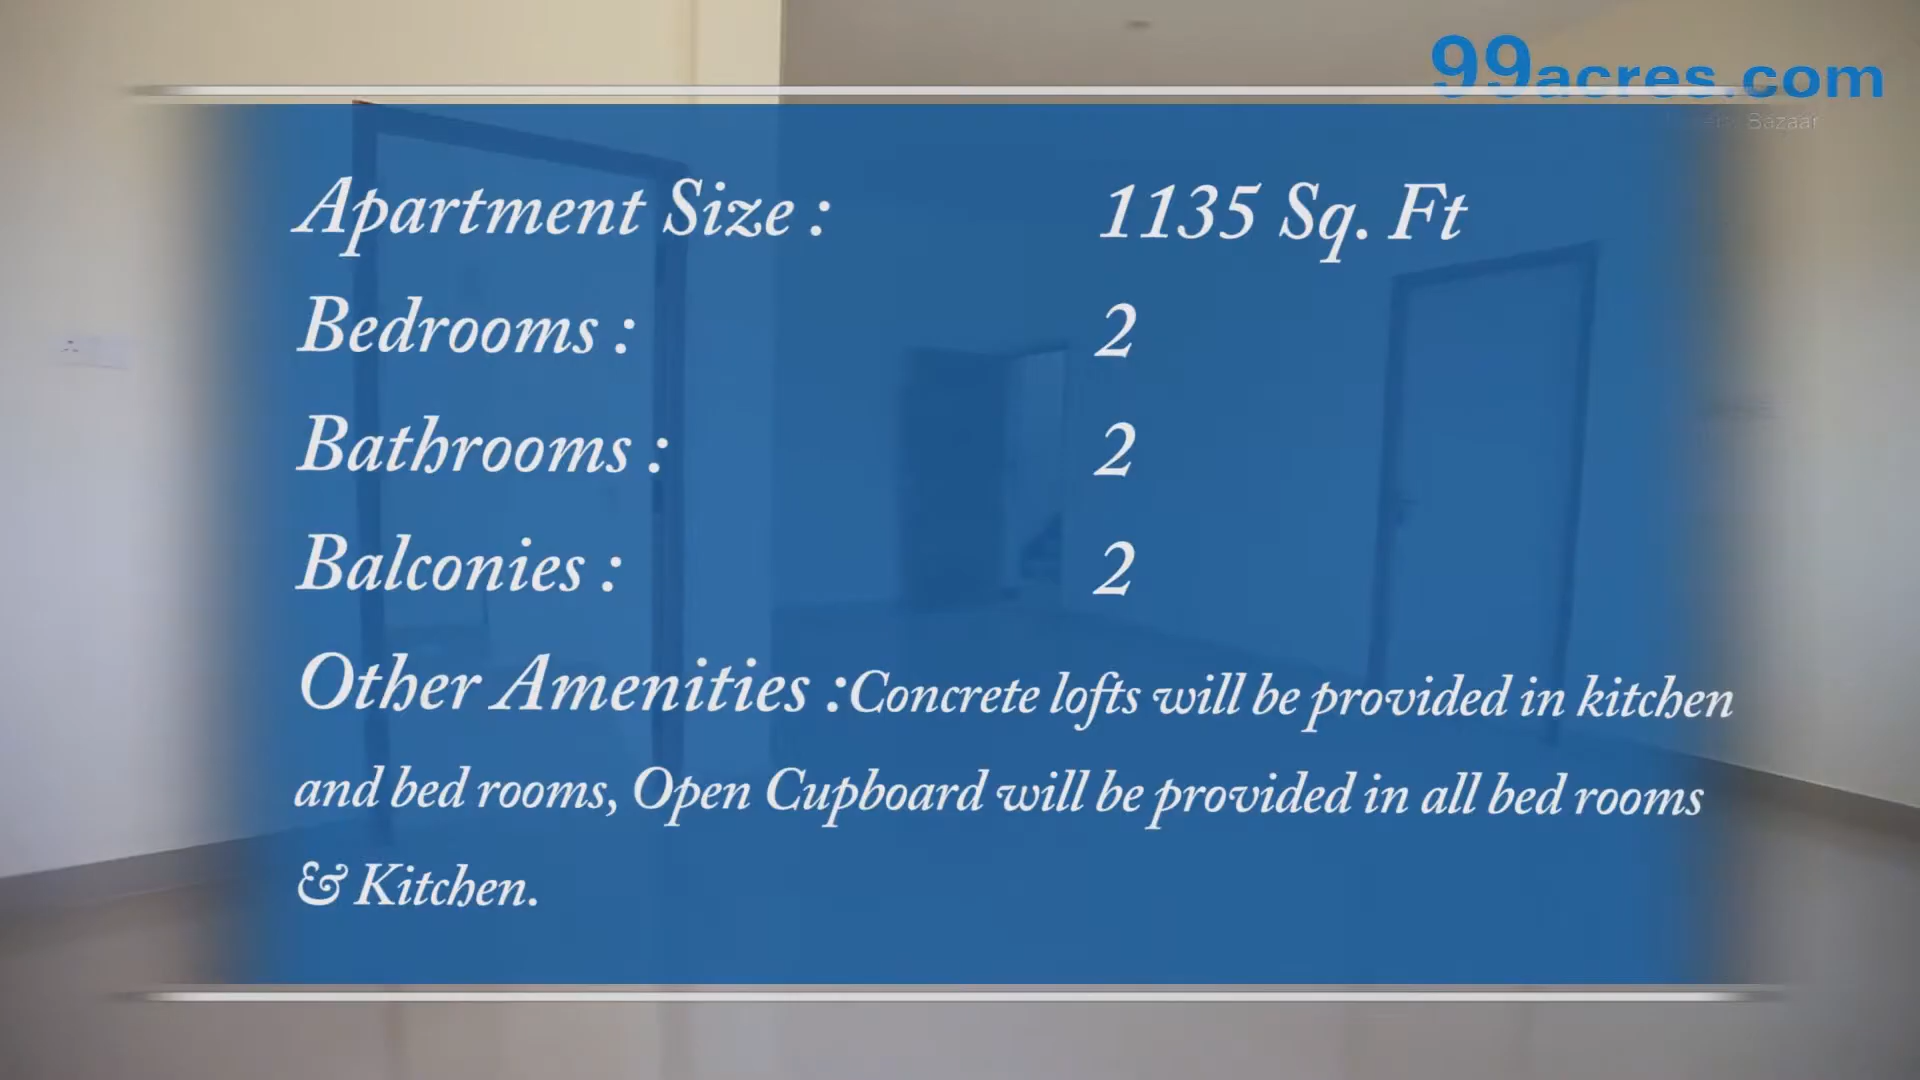 99acres.com
Bazaar
Apartment Size : 1135 Sq. Ft
Bedrooms : 2
Bathrooms : 2
Balconies : 2
Other Amenities :Concrete lofts will be provided in kitchen
and bed rooms, Open Cupboard will be provided in all bed rooms
& Kitchen.